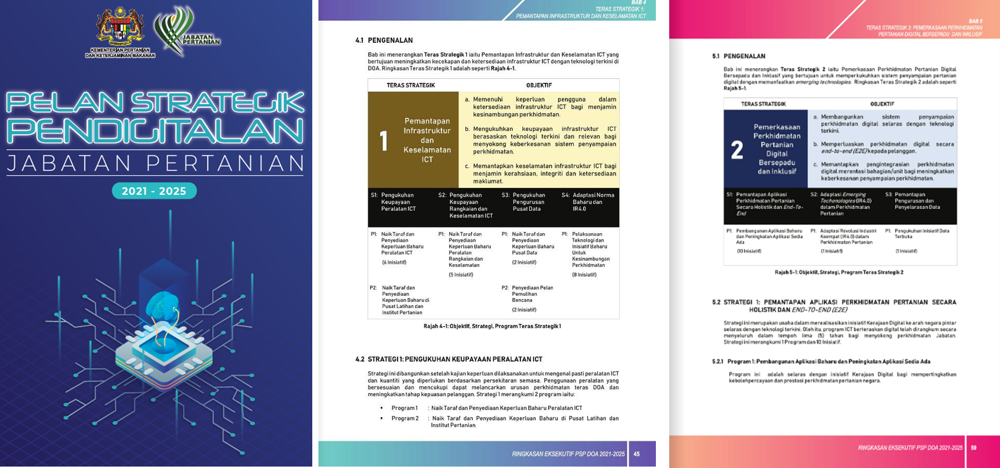 KEMENTERIAN PERTANIAN
DAN KETERJAMINAN MAKANAN
JABATAN
PERTANIAN
PELAN STRATEGIK
PENDIGITALAN
JABATAN PERTANIAN
2021 - 2025
BAB 4
TERAS STRATEGIK 1:
PEMANTAPAN INFRASTRUKTUR DAN KESELAMATAN ICT
4.1 PENGENALAN
Bab ini menerangkan Teras Strategik 1 iaitu Pemantapan Infrastruktur dan Keselamatan ICT yang
bertujuan meningkatkan kecekapan dan ketersediaan infrastruktur ICT dengan teknologi terkini di
DOA. Ringkasan Teras Strategik 1 adalah seperti Rajah 4-1.
TERAS STRATEGIK
OBJEKTIF
1
Pemantapan
Infrastruktur
dan
Keselamatan
ICT
a. Memenuhi keperluan pengguna dalam
ketersediaan infrastruktur ICT bagi menjamin
kesinambungan perkhidmatan.
b. Mengukuhkan keupayaan infrastruktur ICT
berasaskan teknologi terkini dan relevan bagi
menyokong keberkesanan sistem penyampaian
perkhidmatan.
c. Memantapkan keselamatan infrastruktur ICT bagi
menjamin kerahsiaan, integriti dan ketersediaan
maklumat.
S1: Pengukuhan
Keupayaan
Peralatan ICT
S2: Pengukuhan
Keupayaan
Rangkaian dan
Keselamatan ICT
S3: Pengukuhan
Pengurusan
Pusat Data
S4: Adaptasi Norma
Baharu dan
IR4.0
P1: Naik Taraf dan
Penyediaan
Keperluan Baharu
Peralatan ICT
(6 Inisiatif)
P1: Naik Taraf dan
Penyediaan
Keperluan Baharu
Peralatan
Rangkaian dan
Keselamatan
(5 Inisiatif)
P1: Naik Taraf dan
Penyediaan
Keperluan Baharu
Pusat Data
(2 Inisiatif)
P1: Pelaksanaan
Teknologi dan
Inisiatif Baharu
Untuk
Kesinambungan
Perkhidmatan
(8 Inisiatif)
P2: Naik Taraf dan
Penyediaan
Keperluan Baharu di
Pusat Latihan dan
Institut Pertanian
P2: Penyediaan Pelan
Pemulihan
Bencana
(2 Inisiatif)
Rajah 4-1: Objektif, Strategi, Program Teras Strategik 1
4.2 STRATEGI 1: PENGUKUHAN KEUPAYAAN PERALATAN ICT
Strategi ini dibangunkan setelah kajian keperluan dilaksanakan untuk mengenal pasti peralatan ICT
dan kuantiti yang diperlukan berdasarkan persekitaran semasa. Penggunaan peralatan yang
bersesuaian dan mencukupi dapat melancarkan urusan perkhidmatan teras DOA dan
meningkatkan tahap kepuasan pelanggan. Strategi 1 merangkumi 2 program iaitu:
▪ Program 1 : Naik Taraf dan Penyediaan Keperluan Baharu Peralatan ICT
▪ Program 2 : Naik Taraf dan Penyediaan Keperluan Baharu di Pusat Latihan dan
Institut Pertanian
RINGKASAN EKSEKUTIF PSP DOA 2021-2025 45
BAB 5
TERAS STRATEGIK 2: PEMERKASAAN PERKHIDMATAN
PERTANIAN DIGITAL BERSEPADU DAN INKLUSIF
5.1 PENGENALAN
Bab ini menerangkan Teras Strategik 2 iaitu Pemerkasaan Perkhidmatan Pertanian Digital
Bersepadu dan Inklusif yang bertujuan untuk memperkukuhkan sistem penyampaian pertanian
digital dengan memanfaatkan emerging technologies. Ringkasan Teras Strategik 2 adalah seperti
Rajah 5-1.
TERAS STRATEGIK
OBJEKTIF
2
Pemerkasaan
Perkhidmatan
Pertanian
Digital
Bersepadu
dan Inklusif
a. Membangunkan sistem penyampaian
perkhidmatan digital selaras dengan teknologi
terkini.
b. Memperluaskan perkhidmatan digital secara
end-to-end (E2E) kepada pelanggan.
c. Memantapkan pengintegrasian perkhidmatan
digital merentasi bahagian/unit bagi meningkatkan
keberkesanan penyampaian perkhidmatan.
S1: Pemantapan Aplikasi
Perkhidmatan Pertanian
Secara Holistik dan End-To-
End
S2: Adaptasi Emerging
Techonologies (IR4.0)
dalam Perkhidmatan
Pertanian
S3: Pemantapan
Pengurusan dan
Penyelarasan Data
P1: Pembangunan Aplikasi Baharu
dan Peningkatan Aplikasi Sedia
Ada
(10 Inisiatif)
P1: Adaptasi Revolusi Industri
Keempat (IR4.0) dalam
Perkhidmatan Pertanian
(1 Inisiatif)
P1: Pengukuhan Inisiatif Data
Terbuka
(1 Inisiatif)
Rajah 5-1: Objektif, Strategi, Program Teras Strategik 2
5.2 STRATEGI 1: PEMANTAPAN APLIKASI PERKHIDMATAN PERTANIAN SECARA
HOLISTIK DAN END-TO-END (E2E)
Strategi ini merupakan usaha dalam merealisasikan inisiatif Kerajaan Digital ke arah negara pintar
selaras dengan teknologi terkini. Oleh itu, program ICT berteraskan digital telah dirangkum secara
menyeluruh dalam tempoh lima (5) tahun bagi menyokong perkhidmatan Jabatan.
Strategi ini merangkumi 1 Program dan 10 Inisiatif.
5.2.1 Program 1: Pembangunan Aplikasi Baharu dan Peningkatan Aplikasi Sedia Ada
Program ini adalah selaras dengan inisiatif Kerajaan Digital bagi mempertingkatkan
kebolehpercayaan dan prestasi perkhidmatan pertanian negara.
RINGKASAN EKSEKUTIF PSP DOA 2021-2025 59